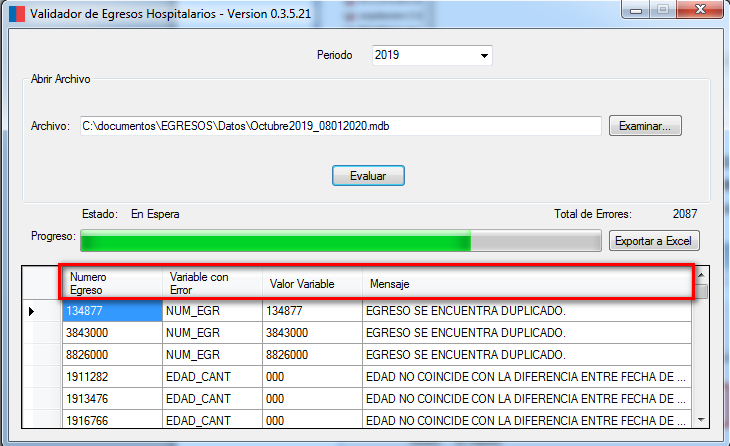 Validador de Egresos Hospitalarios - Version 0.3.5.21
Periodo 2019
Abrir Archivo
Archivo: C:\documentos\EGRESOS\Datos\Octubre2019_08012020.mdb Examinar...
Evaluar
Estado: En Espera Total de Errores: 2087
Progreso: Exportar a Excel
Numero Egreso Variable con Error Valor Variable Mensaje
134877 NUM_EGR 134877 EGRESO SE ENCUENTRA DUPLICADO.
3843000 NUM_EGR 3843000 EGRESO SE ENCUENTRA DUPLICADO.
8826000 NUM_EGR 8826000 EGRESO SE ENCUENTRA DUPLICADO.
1911282 EDAD_CANT 000 EDAD NO COINCIDE CON LA DIFERENCIA ENTRE FECHA DE ...
1913476 EDAD_CANT 000 EDAD NO COINCIDE CON LA DIFERENCIA ENTRE FECHA DE ...
1916766 EDAD_CANT 000 EDAD NO COINCIDE CON LA DIFERENCIA ENTRE FECHA DE ...